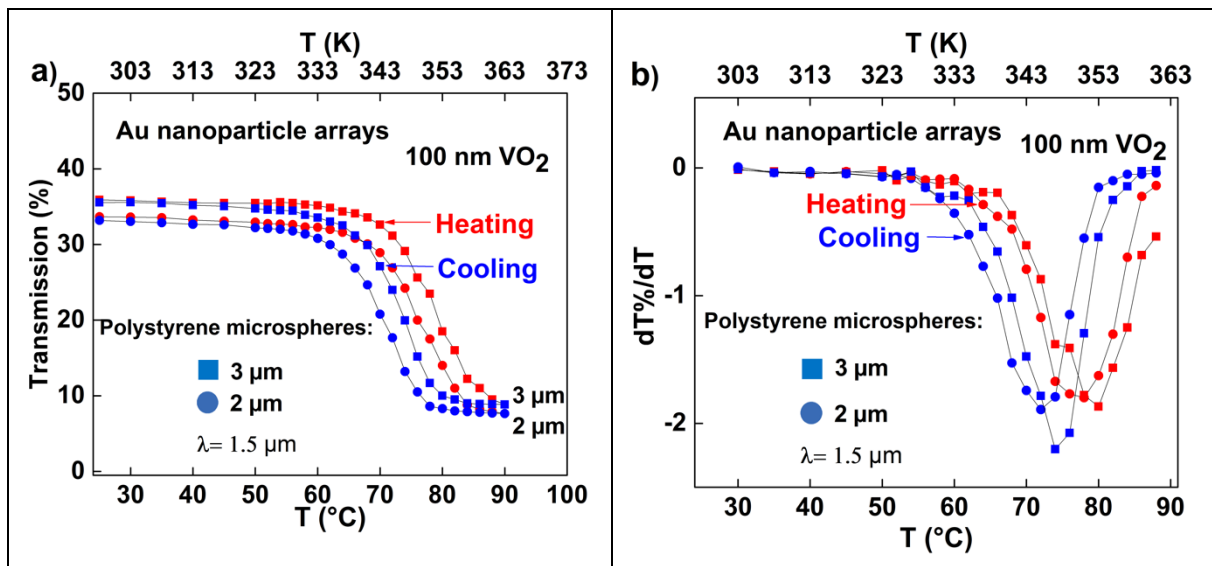 T (K)
a)
303 313 323 333 343 353 363 373
50
40
30
20
10
0
Transmission (%)
Au nanoparticle arrays
100 nm VO2
Heating
Cooling
Polystyrene microspheres:
3 µm
2 µm
λ= 1.5 µm
3 µm
2 µm
30 40 50 60 70 80 90 100
T (°C)
T (K)
b)
303 313 323 333 343 353 363
0
-1
-2
dT%/dT
Au nanoparticle arrays
100 nm VO2
Heating
Cooling
Polystyrene microspheres:
3 µm
2 µm
λ= 1.5 µm
30 40 50 60 70 80 90
T (°C)